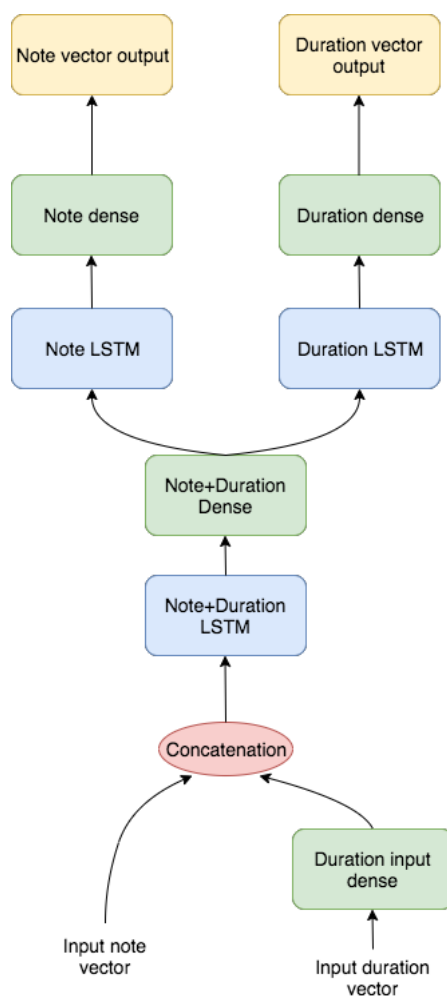 Note vector output
Duration vector
output
Note dense
Duration dense
Note LSTM
Duration LSTM
Note+Duration
Dense
Note+Duration
LSTM
Concatenation
Duration input
dense
Input note
vector
Input duration
vector